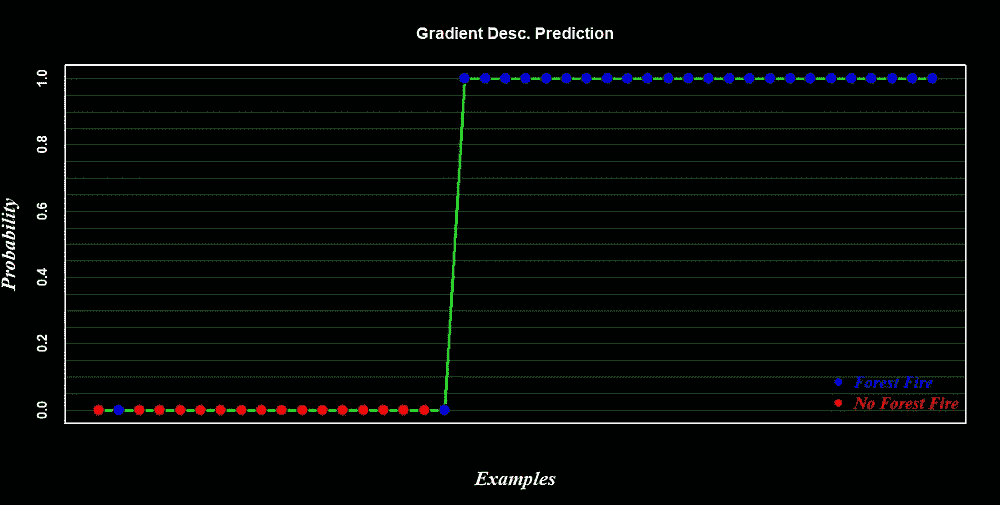 Gradient Desc. Prediction
1.0
0.8
0.6
0.4
0.2
0.0
Probability
Forest Fire
No Forest Fire
Examples